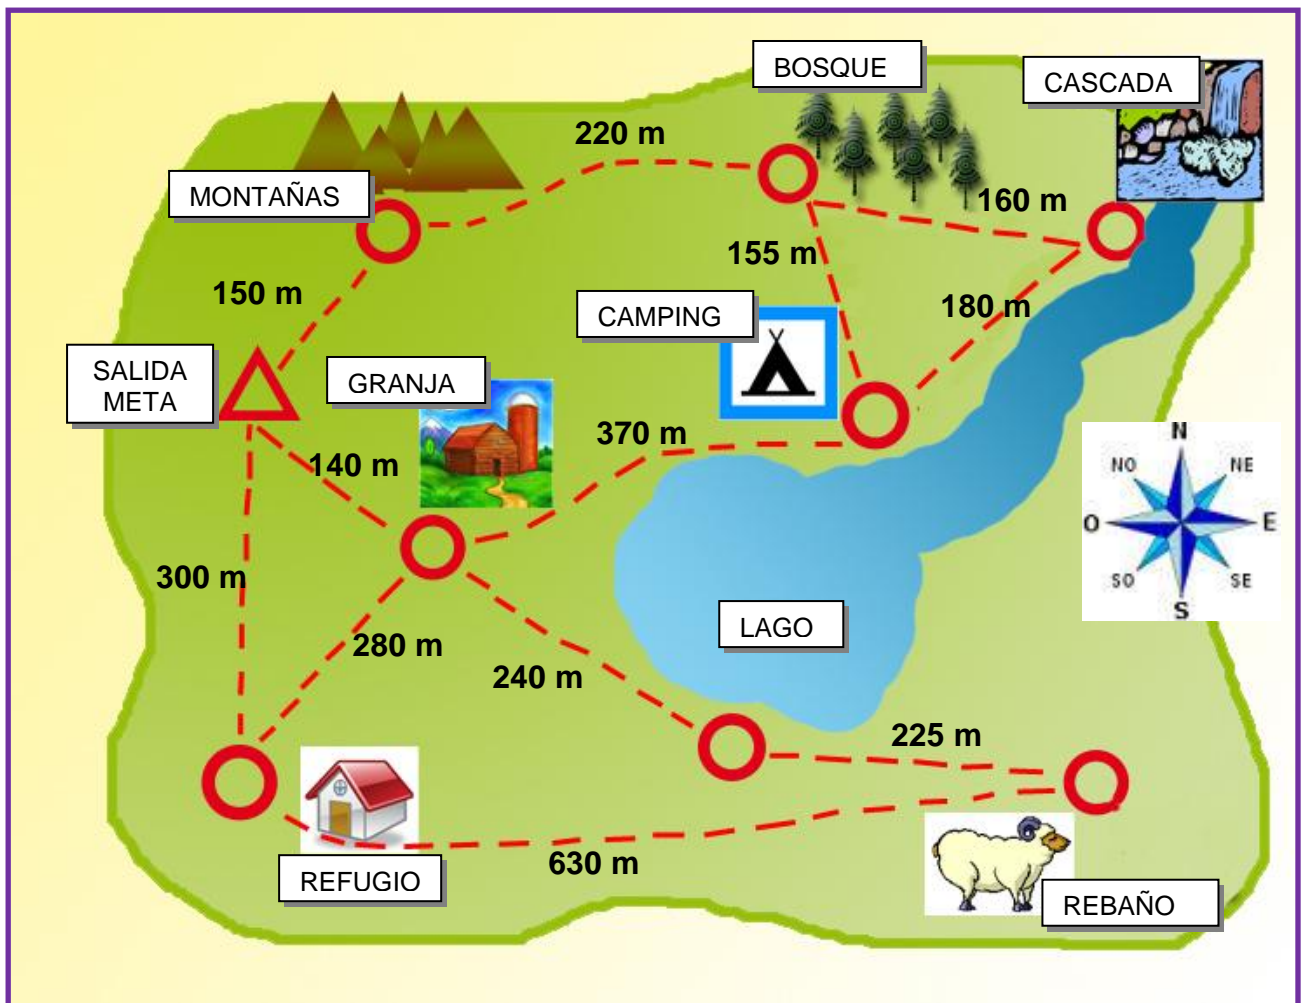 BOSQUE
CASCADA
220 m
MONTAÑAS
160 m
155 m
150 m
180 m
CAMPING
SALIDA
META
GRANJA
370 m
140 m
N
NO
NE
O
E
SO
SE
S
300 m
LAGO
280 m
240 m
225 m
630 m
REFUGIO
REBAÑO